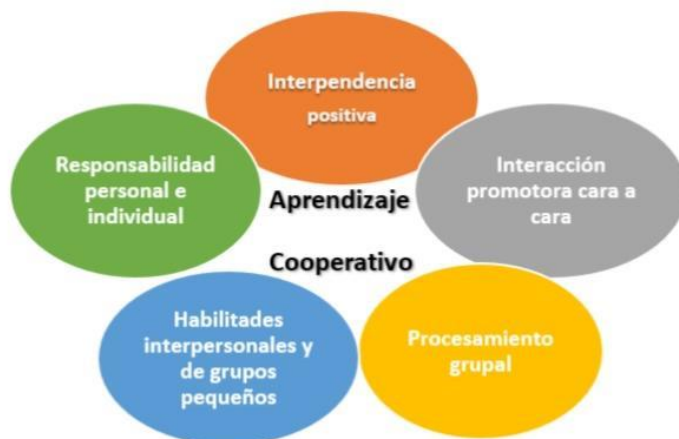 Interpendencia
positiva
Responsabilidad
personal e
individual
Interacción
promotora cara a
cara
Aprendizaje
Cooperativo
Habilitades
interpersonales y
de grupos
pequeños
Procesamiento
grupal